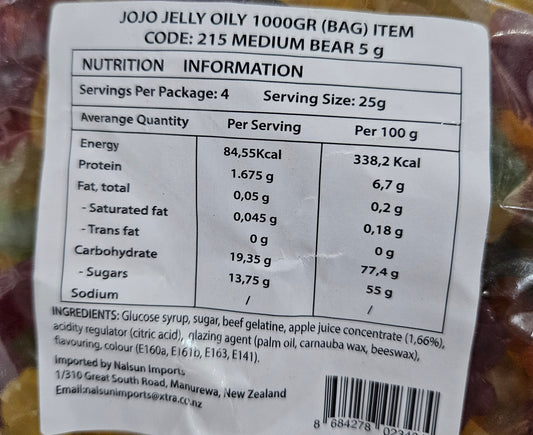 JOJO JELLY OILY 1000GR (BAG) ITEM
CODE: 215 MEDIUM BEAR 5 g
NUTRITION INFORMATION
Servings Per Package: 4 Serving Size: 25g
Averange Quantity Per Serving Per 100 g
Energy 84,55Kcal 338,2 Kcal
Protein 1.675 g 6,7 g
Fat, total 0,05 g 0,2 g
- Saturated fat 0,045 g 0,18 g
- Trans fat 0 g 0 g
Carbohydrate 19,35 g 77,4 g
- Sugars 13,75 g 55 g
Sodium / /
INGREDIENTS: Glucose syrup, sugar, beef gelatine, apple juice concentrate (1,66%),
acidity regulator (citric acid), glazing agent (palm oil, carnauba wax, beeswax),
flavouring, colour (E160a, E161b, E163, E141).
Imported by Nalsun Imports
1/310 Great South Road, Manurewa, New Zealand
Email:nalsunimports@xtra.co.nz
8 684278